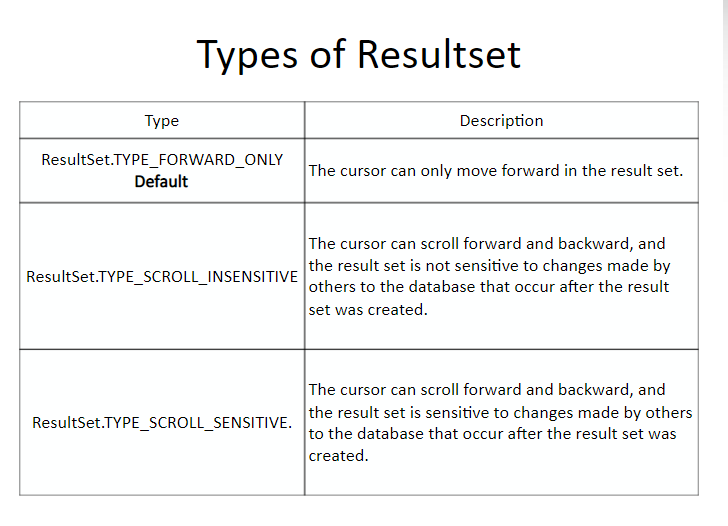 Types of Resultset
Type
Description
ResultSet.TYPE_FORWARD_ONLY
Default
The cursor can only move forward in the result set.
ResultSet.TYPE_SCROLL_INSENSITIVE
The cursor can scroll forward and backward, and
the result set is not sensitive to changes made by
others to the database that occur after the result
set was created.
ResultSet.TYPE_SCROLL_SENSITIVE.
The cursor can scroll forward and backward, and
the result set is sensitive to changes made by others
to the database that occur after the result set was
created.